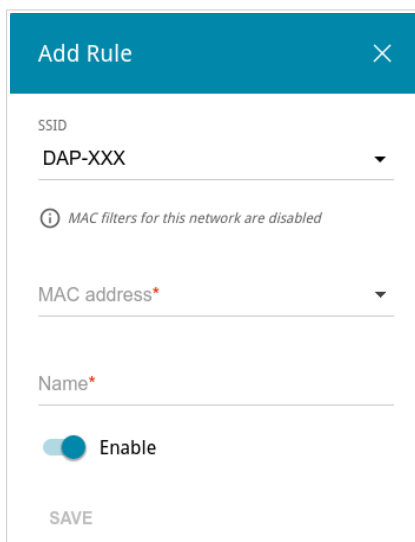 Add Rule
SSID
DAP-XXX
MAC filters for this network are disabled
MAC address*
Name*
Enable
SAVE